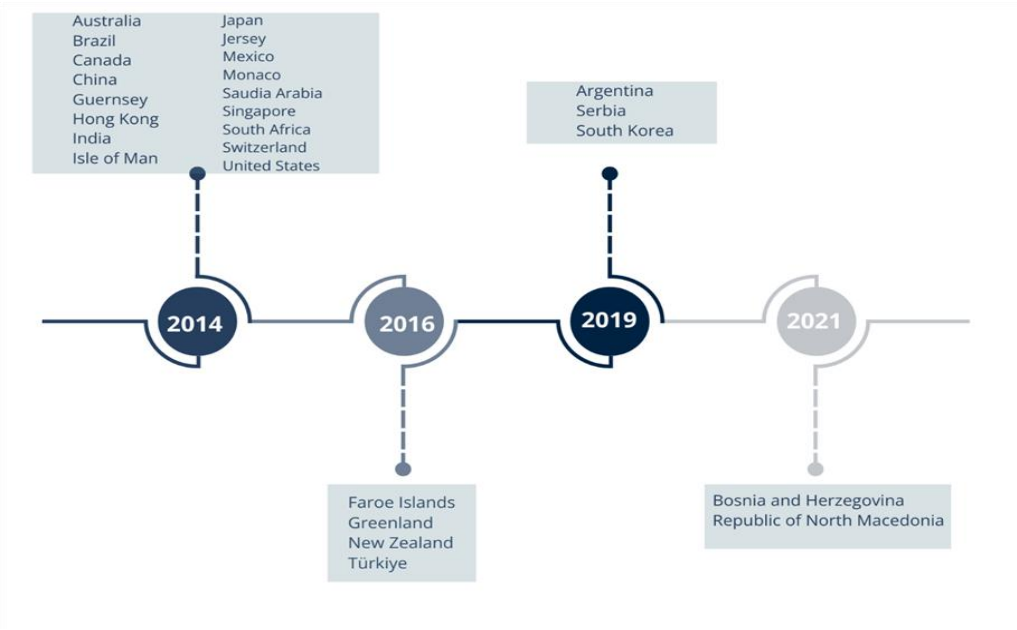 Australia
Brazil
Canada
China
Guernsey
Hong Kong
India
Isle of Man
Japan
Jersey
Mexico
Monaco
Saudia Arabia
Singapore
South Africa
Switzerland
United States
Argentina
Serbia
South Korea
2014
2016
2019
2021
Faroe Islands
Greenland
New Zealand
Türkiye
Bosnia and Herzegovina
Republic of North Macedonia